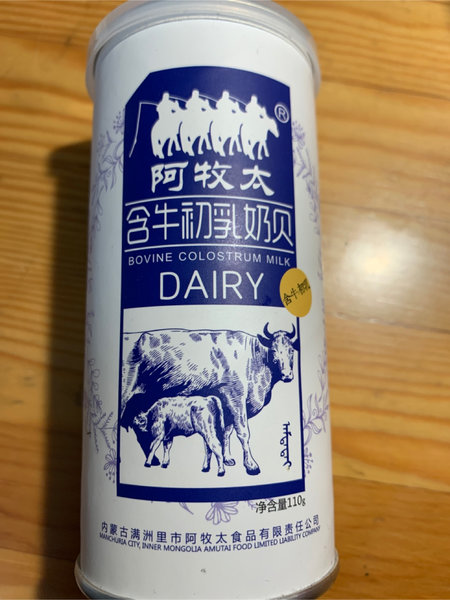 ®
阿牧太
含牛初乳奶贝
BOVINE COLOSTRUM MILK
DAIRY
含牛初乳
净含量110g
内蒙古满洲里市阿牧太食品有限责任公司
MANCHURIA CITY, INNER MONGOLIA AMUTAI FOOD LIMITED LIABILITY COMPANY